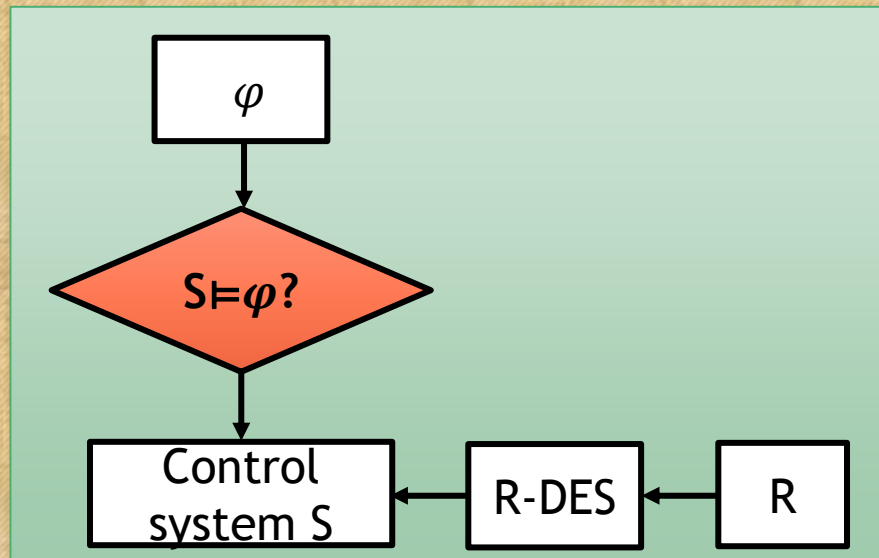 φ
S⊨φ?
Control
system S
R-DES
R